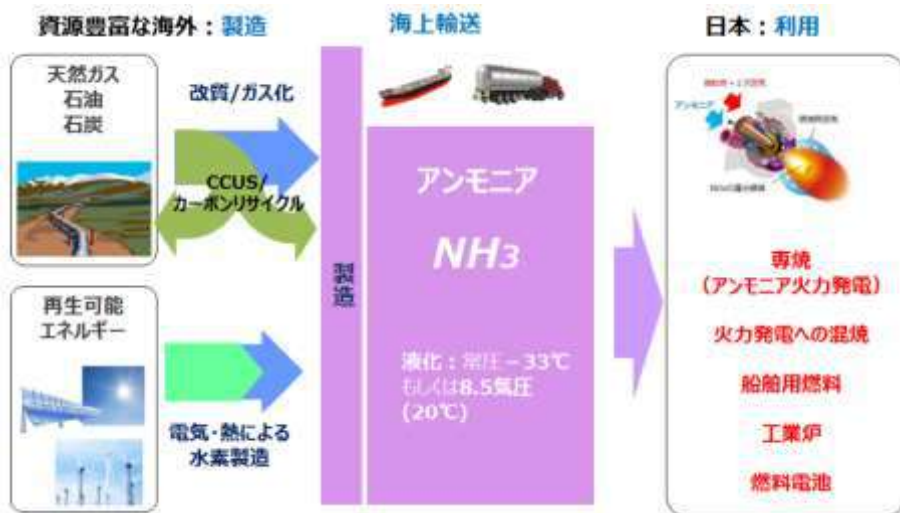 資源豊富な海外：製造
海上輸送
日本：利用
天然ガス
石油
石炭
改質/ガス化
CCUS/
カーボンリサイクル
再生可能
エネルギー
電気・熱による
水素製造
製造
アンモニア
NH3
液化：常圧－33℃
もしくは8.5気圧
(20℃)
アンモニア
専焼
（アンモニア火力発電）
火力発電への混焼
船舶用燃料
工業炉
燃料電池